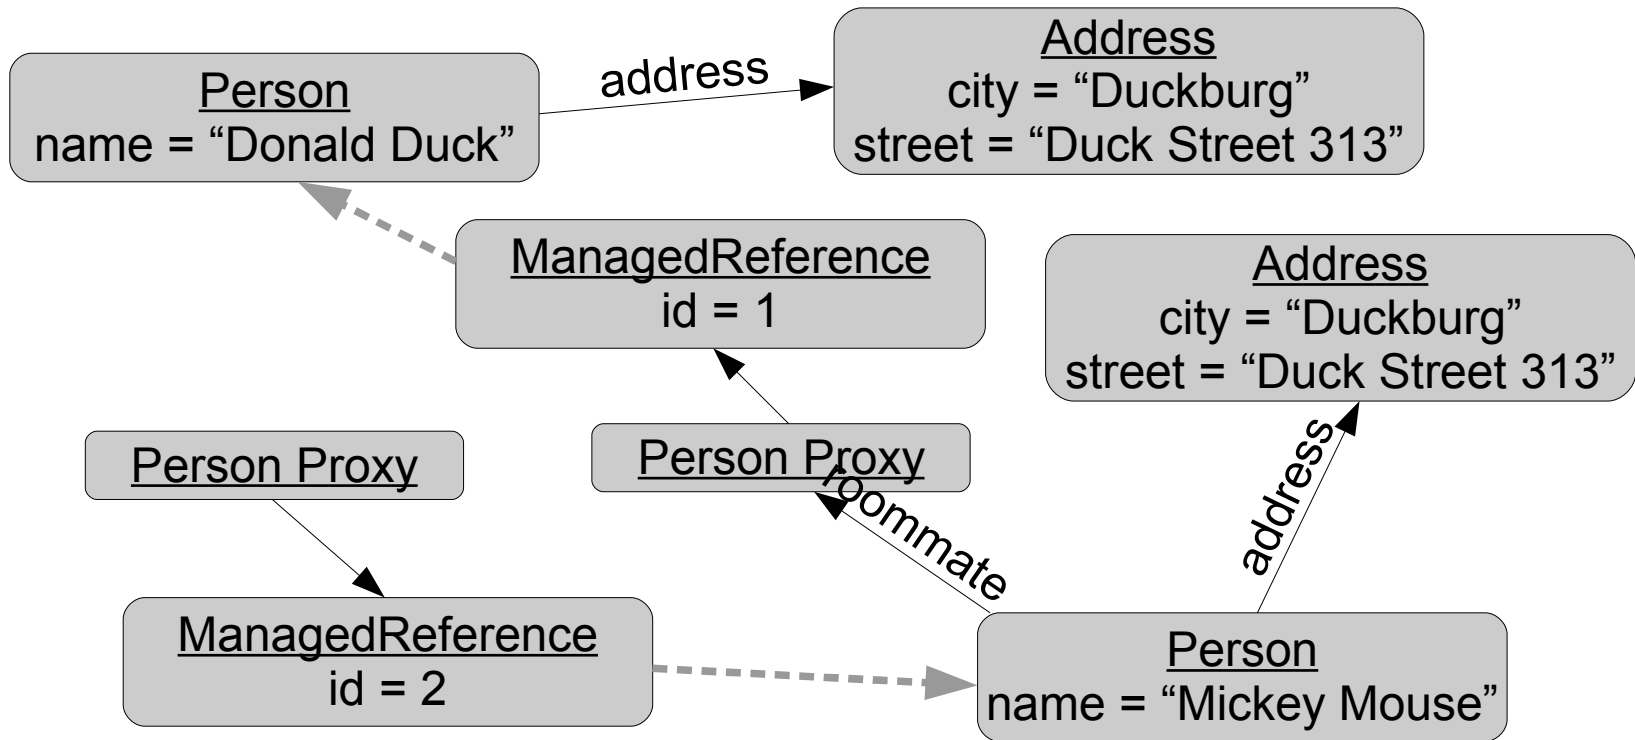 Person
name = “Donald Duck”
address
Address
city = “Duckburg”
street = “Duck Street 313”
ManagedReference
id = 1
Address
city = “Duckburg”
street = “Duck Street 313”
Person Proxy
Person Proxy
roommate
address
ManagedReference
id = 2
Person
name = “Mickey Mouse”